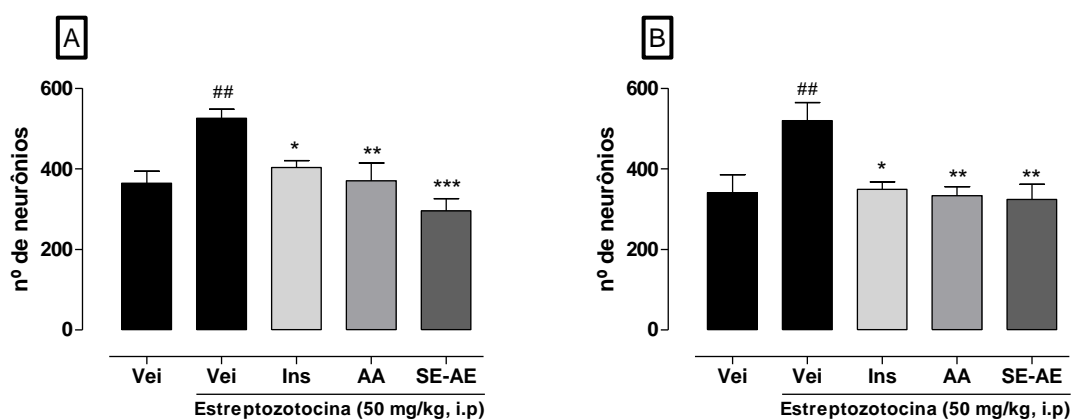 A
B
nº de neurônios
600
400
200
0
##
*
**
***
Vei
Vei
Ins
AA
SE-AE
Estreptozotocina (50 mg/kg, i.p)
nº de neurônios
600
400
200
0
##
*
**
**
Vei
Vei
Ins
AA
SE-AE
Estreptozotocina (50 mg/kg, i.p)